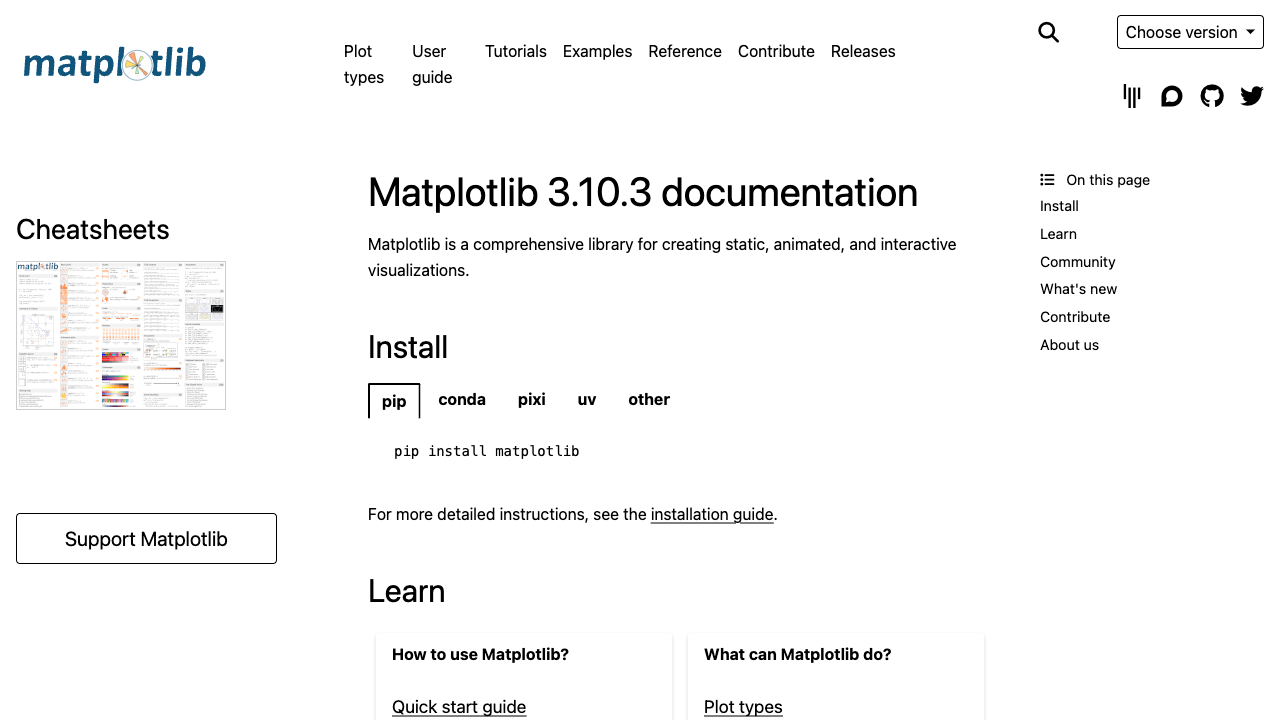 matplotlib
Plot types
User guide
Tutorials
Examples
Reference
Contribute
Releases
Choose version
Cheatsheets
matplotlib
Support Matplotlib
Matplotlib 3.10.3 documentation
Matplotlib is a comprehensive library for creating static, animated, and interactive
visualizations.
Install
pip
conda
pixi
uv
other
pip install matplotlib
For more detailed instructions, see the installation guide.
Learn
How to use Matplotlib?
Quick start guide
What can Matplotlib do?
Plot types
On this page
Install
Learn
Community
What's new
Contribute
About us